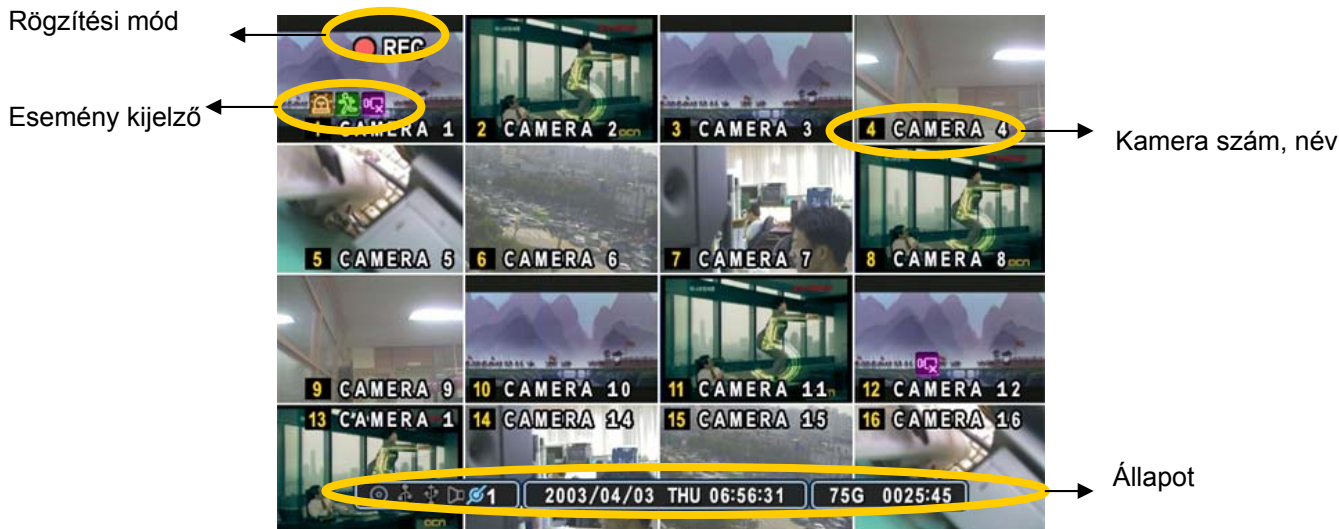 Rögzítési mód
REC
Esemény kijelző
1 CAMERA 1
2 CAMERA 2
3 CAMERA 3
4 CAMERA 4
Kamera szám, név
5 CAMERA 5
6 CAMERA 6
7 CAMERA 7
8 CAMERA 8
9 CAMERA 9
10 CAMERA 10
11 CAMERA 11
12 CAMERA 12
13 CAMERA 1
14 CAMERA 14
15 CAMERA 15
16 CAMERA 16
Állapot
1 2003/04/03 THU 06:56:31 75G 0025:45